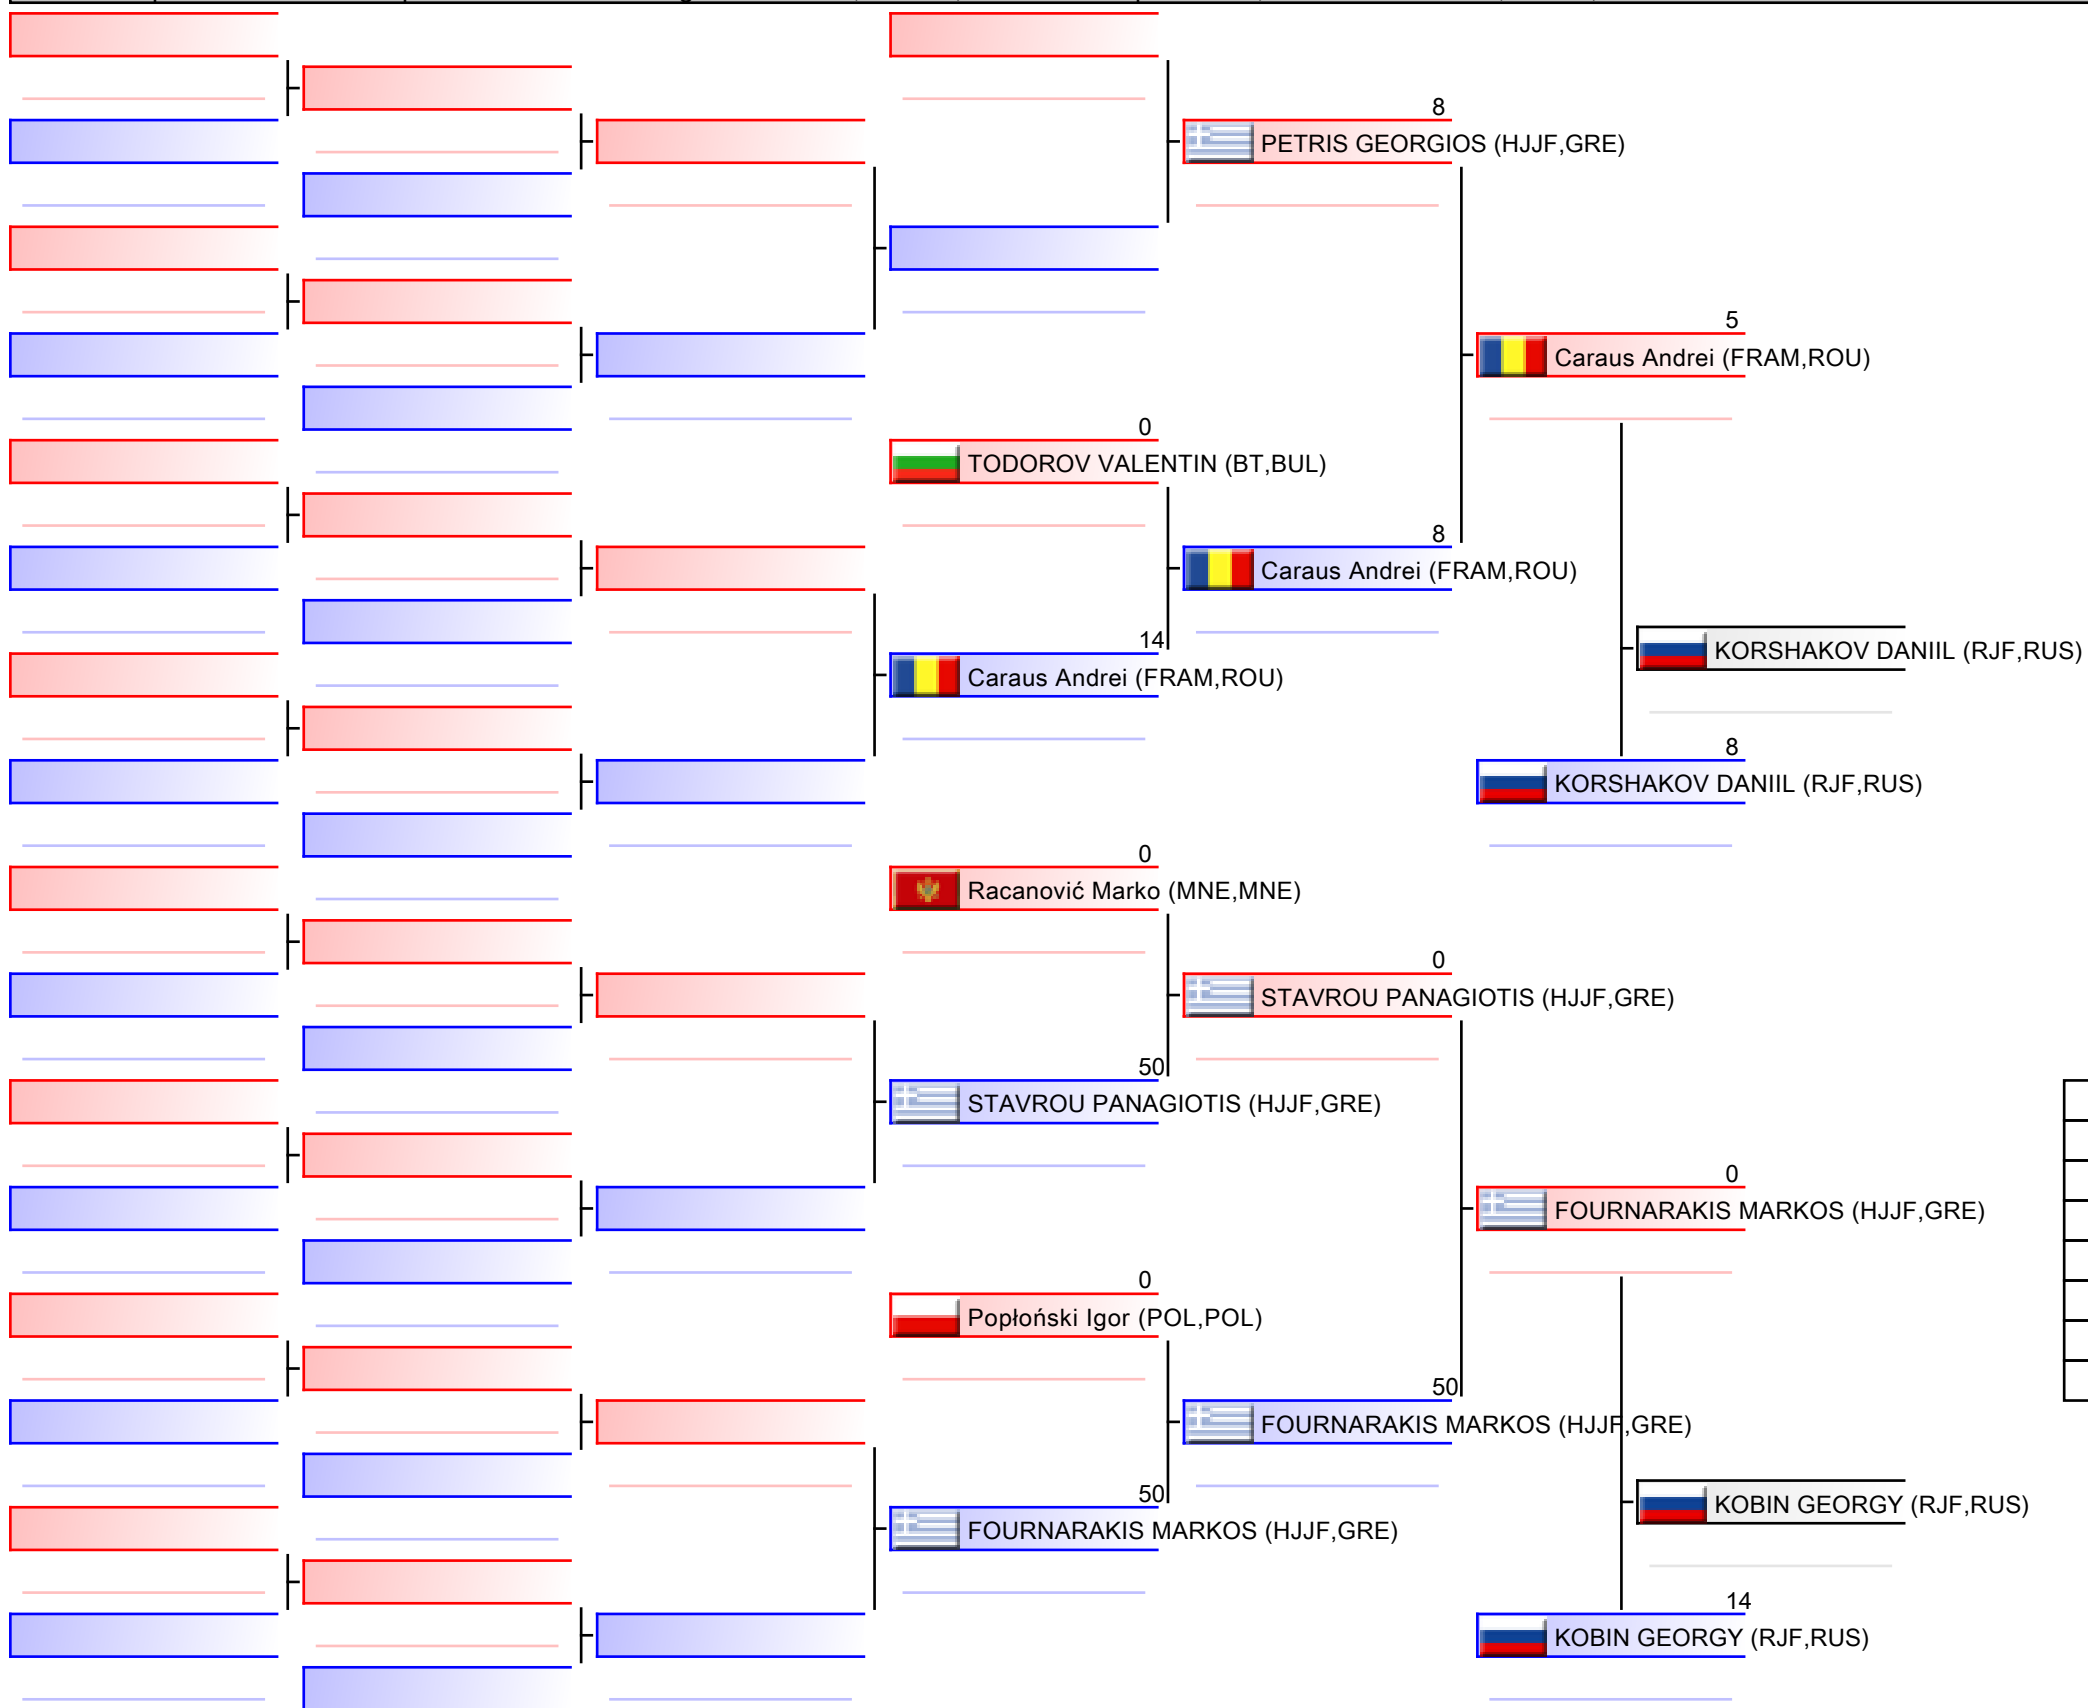 8
PETRIS GEORGIOS (HJJF,GRE)
5
Caraus Andrei (FRAM,ROU)
0
TODOROV VALENTIN (BT,BUL)
8
Caraus Andrei (FRAM,ROU)
14
Caraus Andrei (FRAM,ROU)
KORSHAKOV DANIIL (RJF,RUS)
8
KORSHAKOV DANIIL (RJF,RUS)
0
Racanović Marko (MNE,MNE)
0
STAVROU PANAGIOTIS (HJJF,GRE)
50
STAVROU PANAGIOTIS (HJJF,GRE)
0
FOURNARAKIS MARKOS (HJJF,GRE)
0
Popłoński Igor (POL,POL)
50
FOURNARAKIS MARKOS (HJJF,GRE)
50
FOURNARAKIS MARKOS (HJJF,GRE)
KOBIN GEORGY (RJF,RUS)
14
KOBIN GEORGY (RJF,RUS)